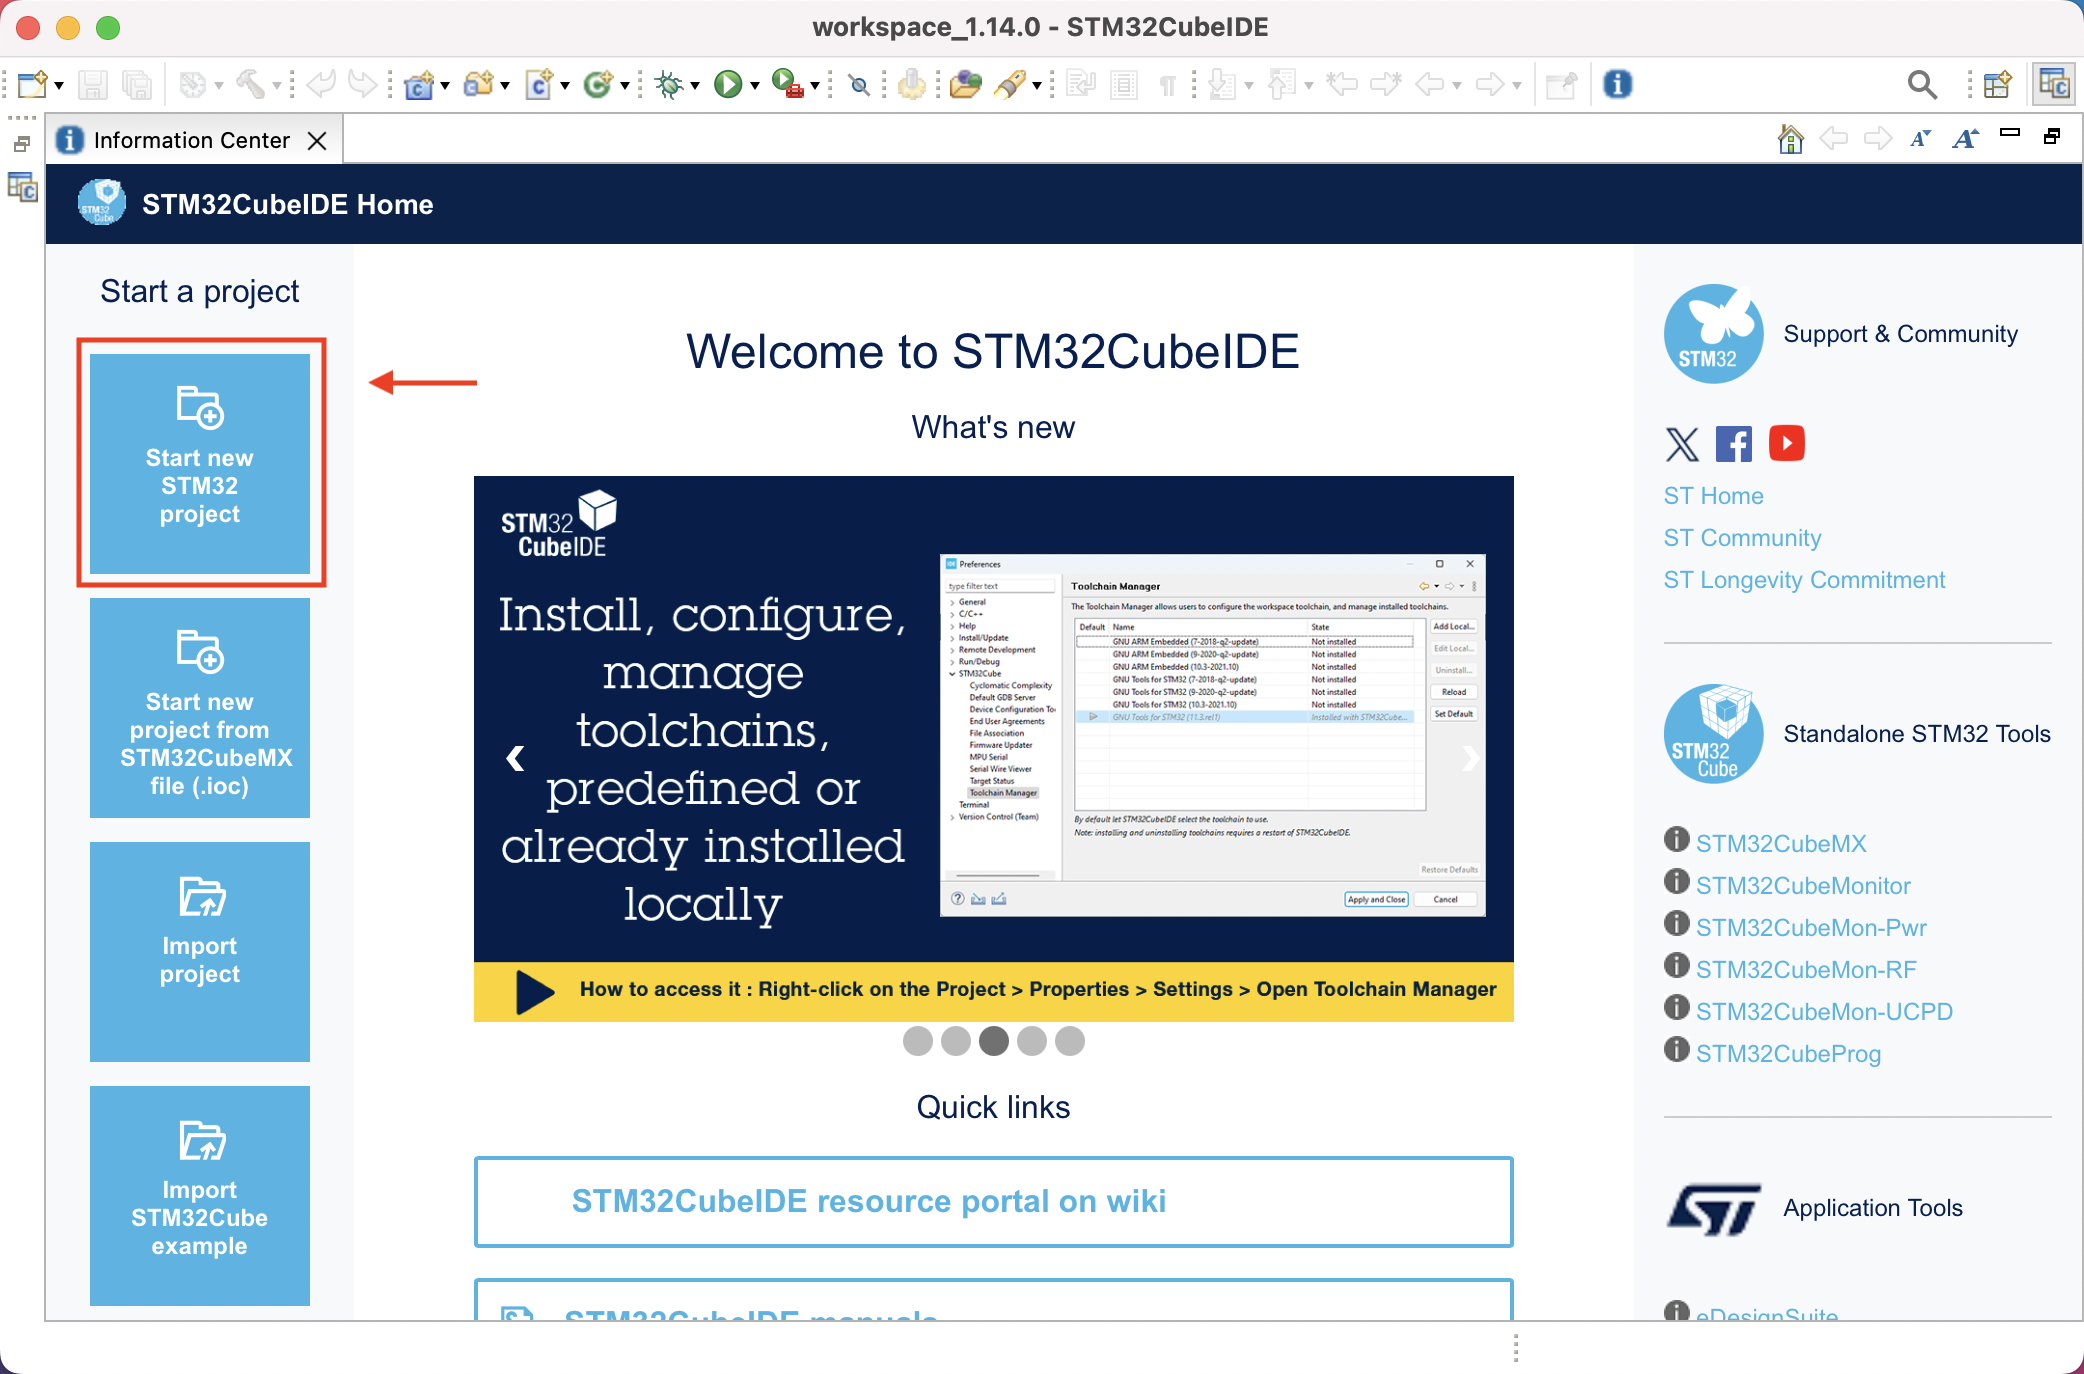 workspace_1.14.0 - STM32CubeIDE
Information Center
STM32CubeIDE Home
Start a project
Start new
STM32
project
Start new
project from
STM32CubeMX
file (.ioc)
Import
project
Import
STM32Cube
example
Welcome to STM32CubeIDE
What's new
STM32
CubeIDE
Install, configure,
manage
toolchains,
predefined or
already installed
locally
Preferences
type filter text
General
C/C++
Help
Install/Update
Remote Development
Run/Debug
STM32Cube
Cyclomatic Complexity
Default GDB Server
Device Configuration To
End User Agreements
File Association
Firmware Updater
MPU Serial
Serial Wire Viewer
Target Status
Toolchain Manager
Terminal
Version Control (Team)
Toolchain Manager
The Toolchain Manager allows users to configure the workspace toolchain, and manage installed toolchains.
Default Name State
GNU ARM Embedded (7-2018-q2-update) Not installed
GNU ARM Embedded (9-2020-q2-update) Not installed
GNU ARM Embedded (10.3-2021.10) Not installed
GNU Tools for STM32 (7-2018-q2-update) Not installed
GNU Tools for STM32 (9-2020-q2-update) Not installed
GNU Tools for STM32 (10.3-2021.10) Not installed
GNU Tools for STM32 (11.3.rel1) Installed with STM32Cube...
Add Local...
Edit Local...
Uninstall...
Reload
Set Default
By default let STM32CubeIDE select the toolchain to use.
Note: installing and uninstalling toolchains requires a restart of STM32CubeIDE.
Restore Defaults
Apply and Close
Cancel
How to access it : Right-click on the Project > Properties > Settings > Open Toolchain Manager
Quick links
STM32CubeIDE resource portal on wiki
STM32CubeIDE manuals
STM32
Support & Community
ST Home
ST Community
ST Longevity Commitment
STM32
Cube
Standalone STM32 Tools
STM32CubeMX
STM32CubeMonitor
STM32CubeMon-Pwr
STM32CubeMon-RF
STM32CubeMon-UCPD
STM32CubeProg
ST
Application Tools
eDesignSuite